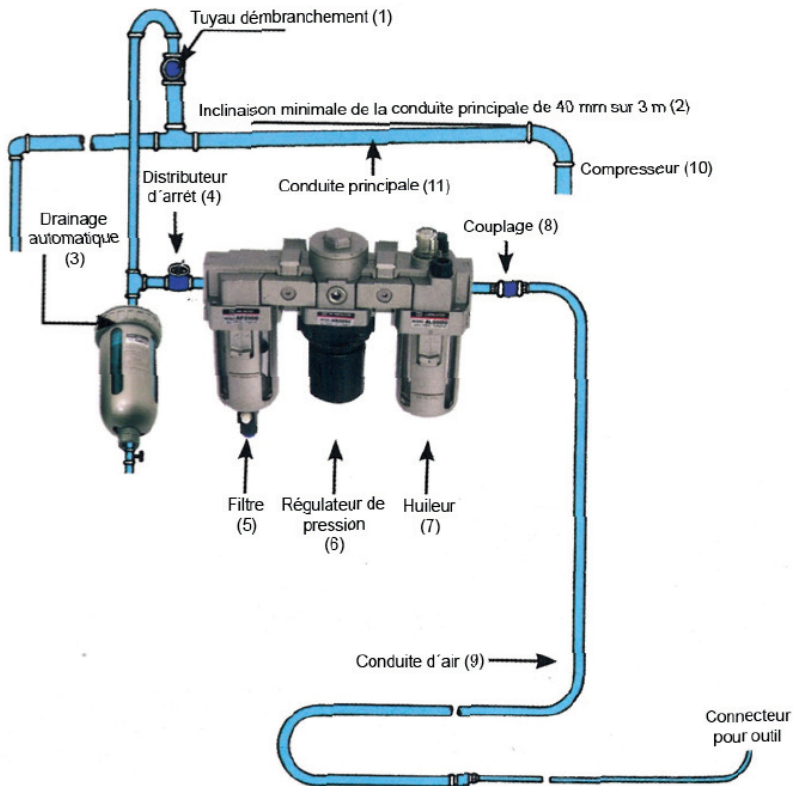 Tuyau démbranchement (1)
Inclinaison minimale de la conduite principale de 40 mm sur 3 m (2)
Compresseur (10)
Distributeur
d´arrét (4)
Conduite principale (11)
Drainage
automatique
(3)
Couplage (8)
Filtre
(5)
Régulateur de
pression
(6)
Huileur
(7)
Conduite d´air (9)
Connecteur
pour outil